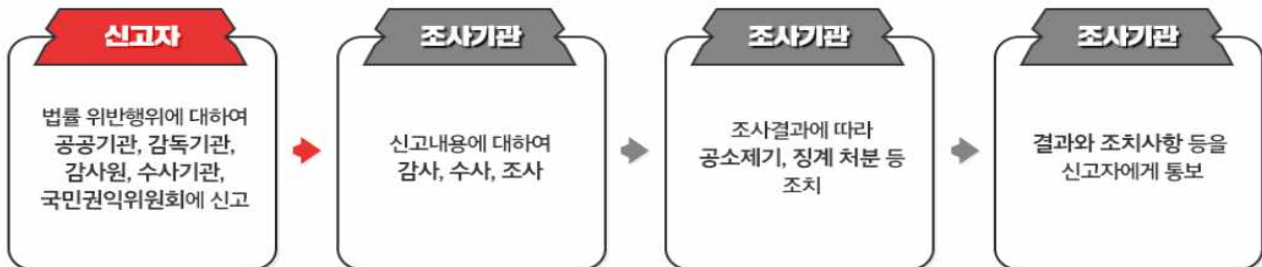 신고자
법률 위반행위에 대하여
공공기관, 감독기관,
감사원, 수사기관,
국민권익위원회에 신고
조사기관
신고내용에 대하여
감사, 수사, 조사
조사기관
조사결과에 따라
공소제기, 징계 처분 등
조치
조사기관
결과와 조치사항 등을
신고자에게 통보